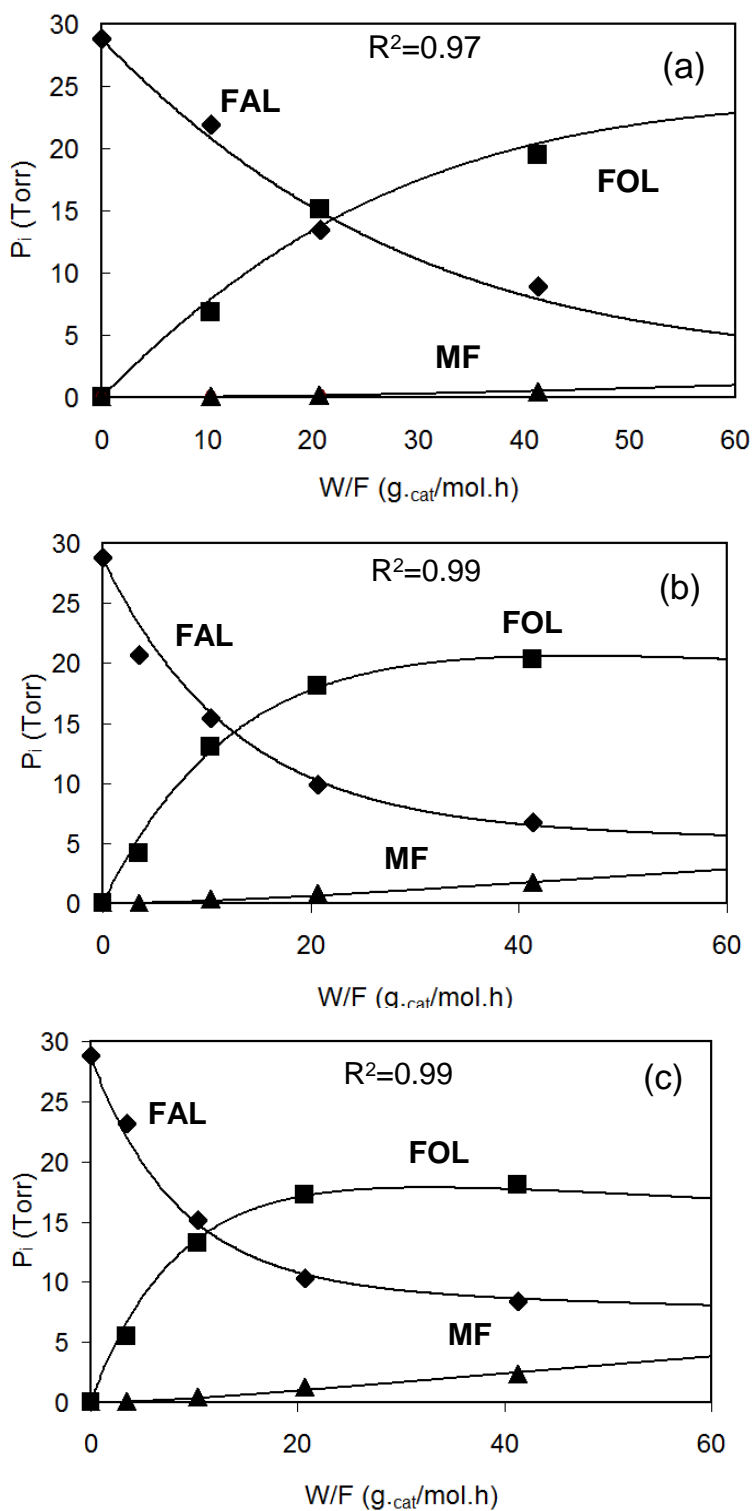 30
R²=0.97
(a)
25
FAL
20
FOL
15
10
MF
5
0
0 10 20 30 40 50 60
Pi (Torr)
W/F (g.cat/mol.h)
30
R²=0.99
(b)
25
FAL
FOL
20
15
10
MF
5
0
0 20 40 60
Pi (Torr)
W/F (g.cat/mol.h)
30
R²=0.99
(c)
25
FAL
20
FOL
15
10
MF
5
0
0 20 40 60
Pi (Torr)
W/F (g.cat/mol.h)